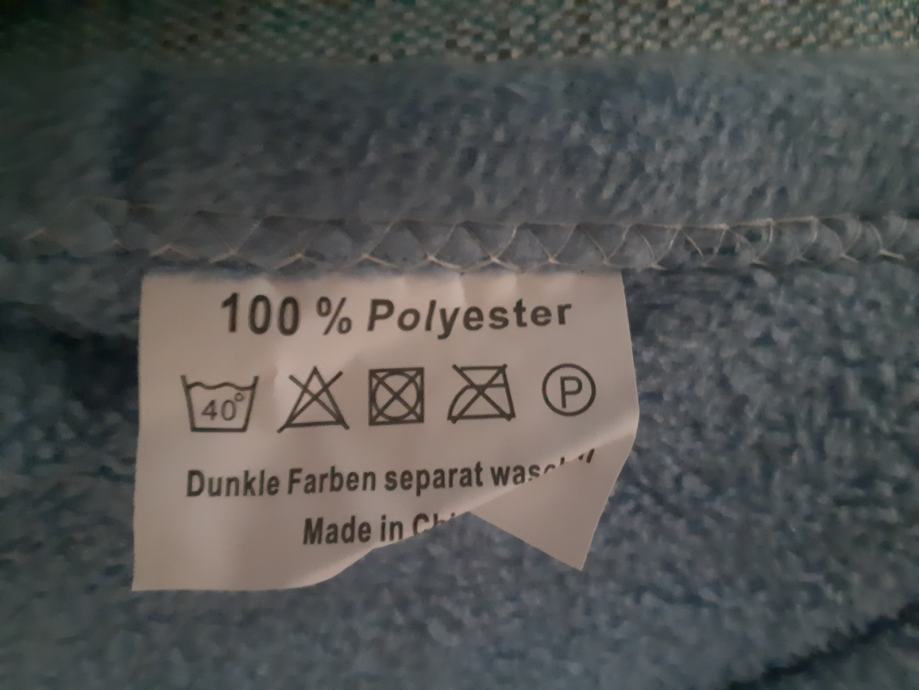 100 % Polyester
40° P
Dunkle Farben separat
Made in